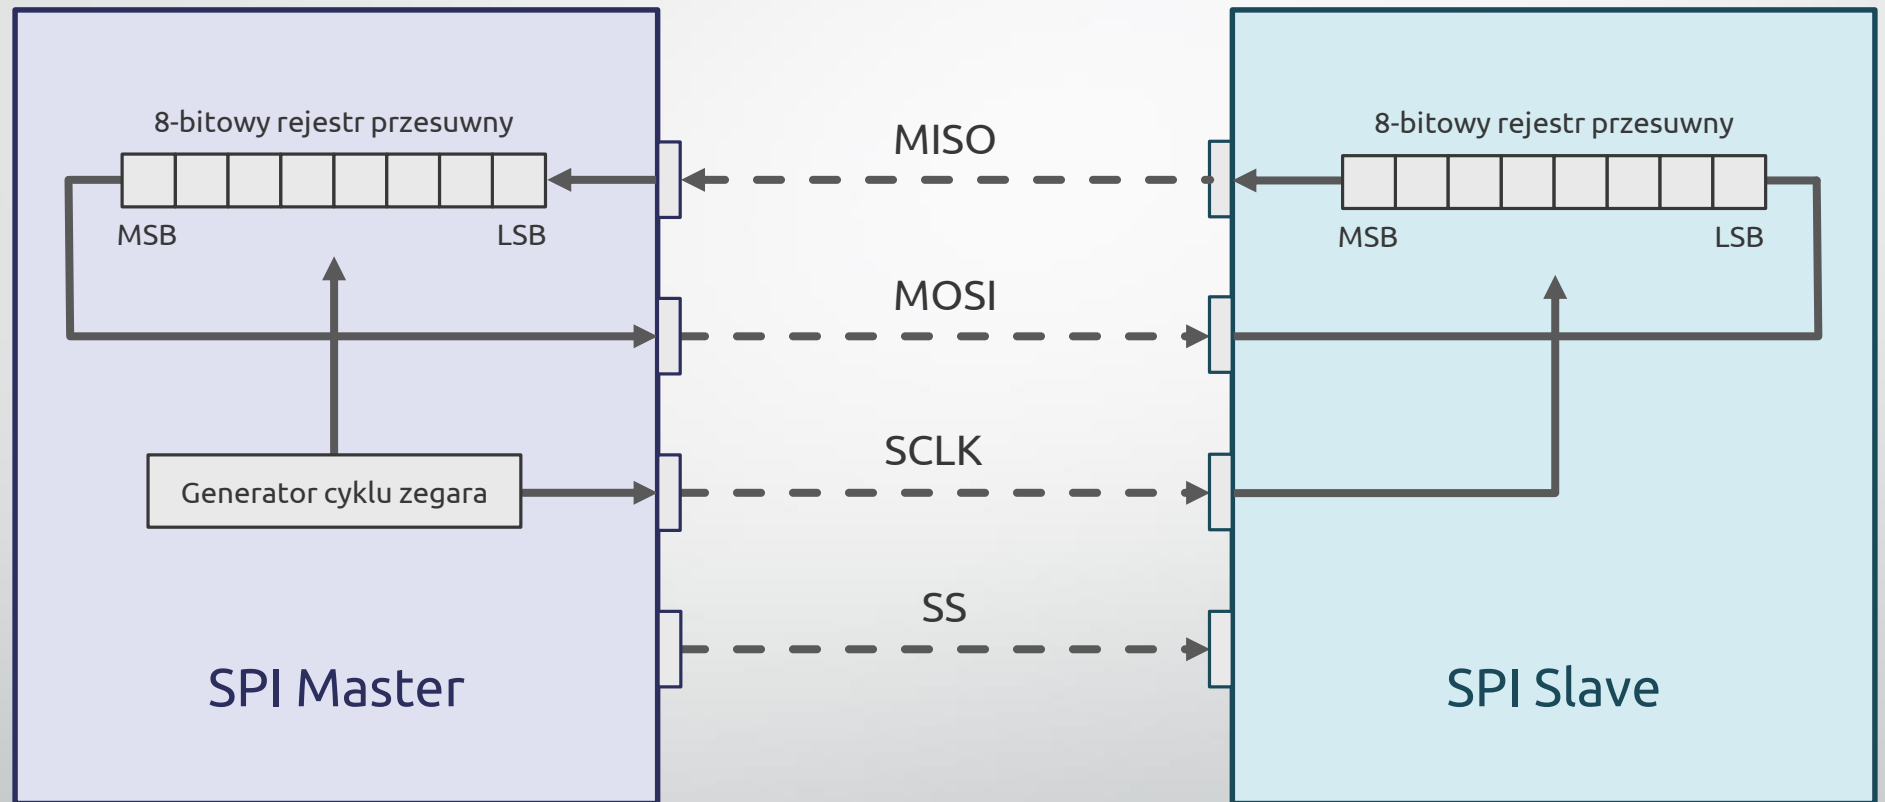 8-bitowy rejestr przesuwny
MSB
LSB
Generator cyklu zegara
SPI Master
MISO
MOSI
SCLK
SS
8-bitowy rejestr przesuwny
MSB
LSB
SPI Slave